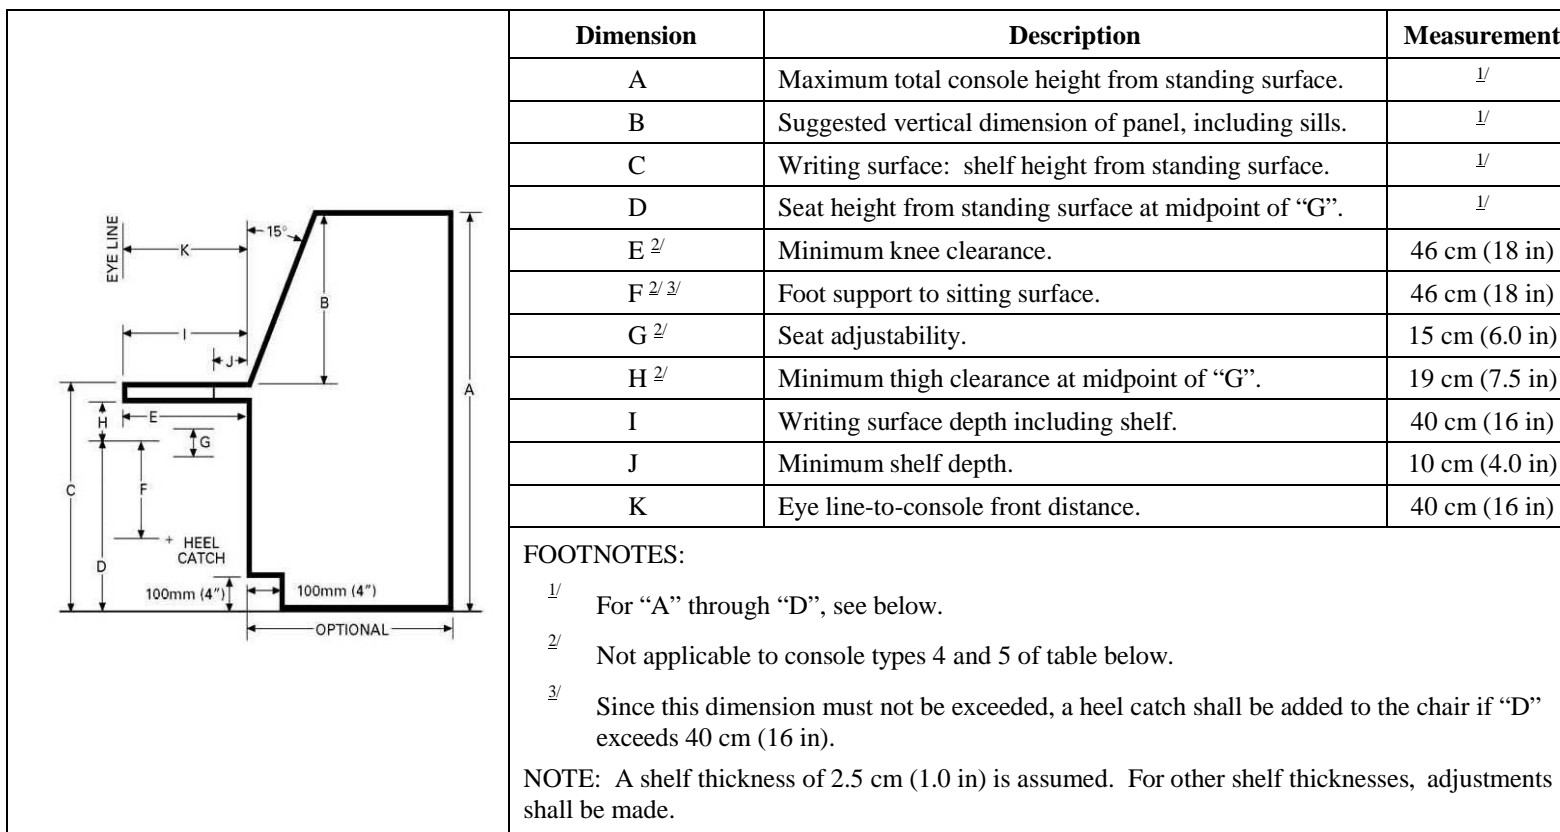 EYE LINE
K
15°
B
I
J
A
E
H
G
C
F
+ HEEL
CATCH
D
100mm (4″)
100mm (4″)
OPTIONAL
Dimension Description Measurement
A Maximum total console height from standing surface. 1/
B Suggested vertical dimension of panel, including sills. 1/
C Writing surface: shelf height from standing surface. 1/
D Seat height from standing surface at midpoint of “G”. 1/
E 2/ Minimum knee clearance. 46 cm (18 in)
F 2/ 3/ Foot support to sitting surface. 46 cm (18 in)
G 2/ Seat adjustability. 15 cm (6.0 in)
H 2/ Minimum thigh clearance at midpoint of “G”. 19 cm (7.5 in)
I Writing surface depth including shelf. 40 cm (16 in)
J Minimum shelf depth. 10 cm (4.0 in)
K Eye line-to-console front distance. 40 cm (16 in)
FOOTNOTES:
1/ For “A” through “D”, see below.
2/ Not applicable to console types 4 and 5 of table below.
3/ Since this dimension must not be exceeded, a heel catch shall be added to the chair if “D”
exceeds 40 cm (16 in).
NOTE: A shelf thickness of 2.5 cm (1.0 in) is assumed. For other shelf thicknesses, adjustments
shall be made.